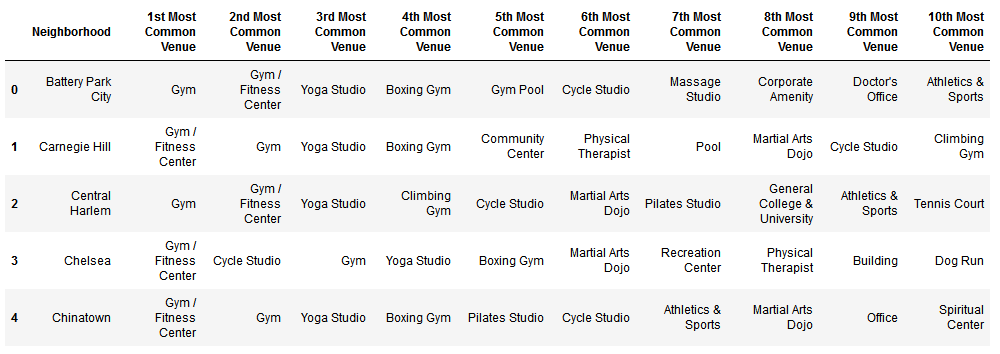 Neighborhood 1st Most Common Venue 2nd Most Common Venue 3rd Most Common Venue 4th Most Common Venue 5th Most Common Venue 6th Most Common Venue 7th Most Common Venue 8th Most Common Venue 9th Most Common Venue 10th Most Common Venue
0 Battery Park City Gym Gym / Fitness Center Yoga Studio Boxing Gym Gym Pool Cycle Studio Massage Studio Corporate Amenity Doctor's Office Athletics & Sports
1 Carnegie Hill Gym / Fitness Center Gym Yoga Studio Boxing Gym Community Center Physical Therapist Pool Martial Arts Dojo Cycle Studio Climbing Gym
2 Central Harlem Gym Gym / Fitness Center Yoga Studio Climbing Gym Cycle Studio Martial Arts Dojo Pilates Studio General College & University Athletics & Sports Tennis Court
3 Chelsea Gym / Fitness Center Cycle Studio Gym Yoga Studio Boxing Gym Martial Arts Dojo Recreation Center Physical Therapist Building Dog Run
4 Chinatown Gym / Fitness Center Gym Yoga Studio Boxing Gym Pilates Studio Cycle Studio Athletics & Sports Martial Arts Dojo Office Spiritual Center